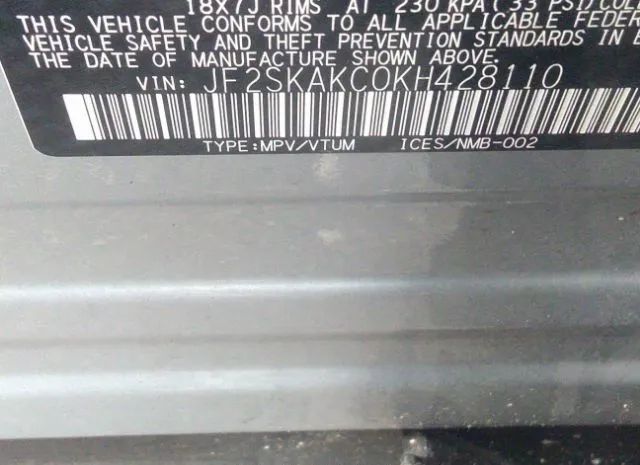 18X7J RIMS AT 230 KPA(33 PSI)COLD
THIS VEHICLE CONFORMS TO ALL APPLICABLE FEDER
VEHICLE SAFETY AND THEFT PREVENTION STANDARDS IN E
THE DATE OF MANUFACTURE SHOWN ABOVE.
VIN: JF2SKAKC0KH428110
TYPE:MPV/VTUM ICES/NMB-002